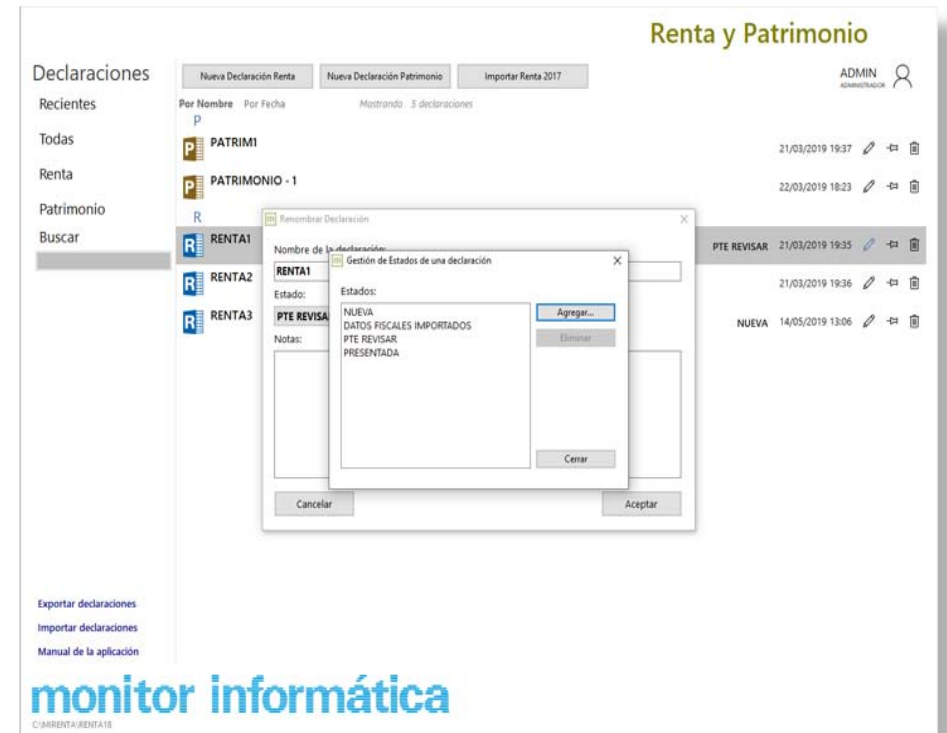 Renta y Patrimonio
Declaraciones
Nueva Declaración Renta Nueva Declaración Patrimonio Importar Renta 2017
ADMIN
ADMINISTRADOR
Recientes
Todas
Renta
Patrimonio
Buscar
Por Nombre Por Fecha Mostrando 5 declaraciones
P
PATRIM1 21/03/2019 19:37
PATRIMONIO - 1 22/03/2019 18:23
R
RENTA1 PTE REVISAR 21/03/2019 19:35
RENTA2 21/03/2019 19:36
RENTA3 NUEVA 14/05/2019 13:06
Renombrar Declaración
Nombre de la declaración:
RENTA1
Estado:
PTE REVISA
Notas:
Cancelar Aceptar
Gestión de Estados de una declaración
Estados:
NUEVA
DATOS FISCALES IMPORTADOS
PTE REVISAR
PRESENTADA
Agregar...
Eliminar
Cerrar
Exportar declaraciones
Importar declaraciones
Manual de la aplicación
monitor informática
C:\MIRENTA\RENTA18